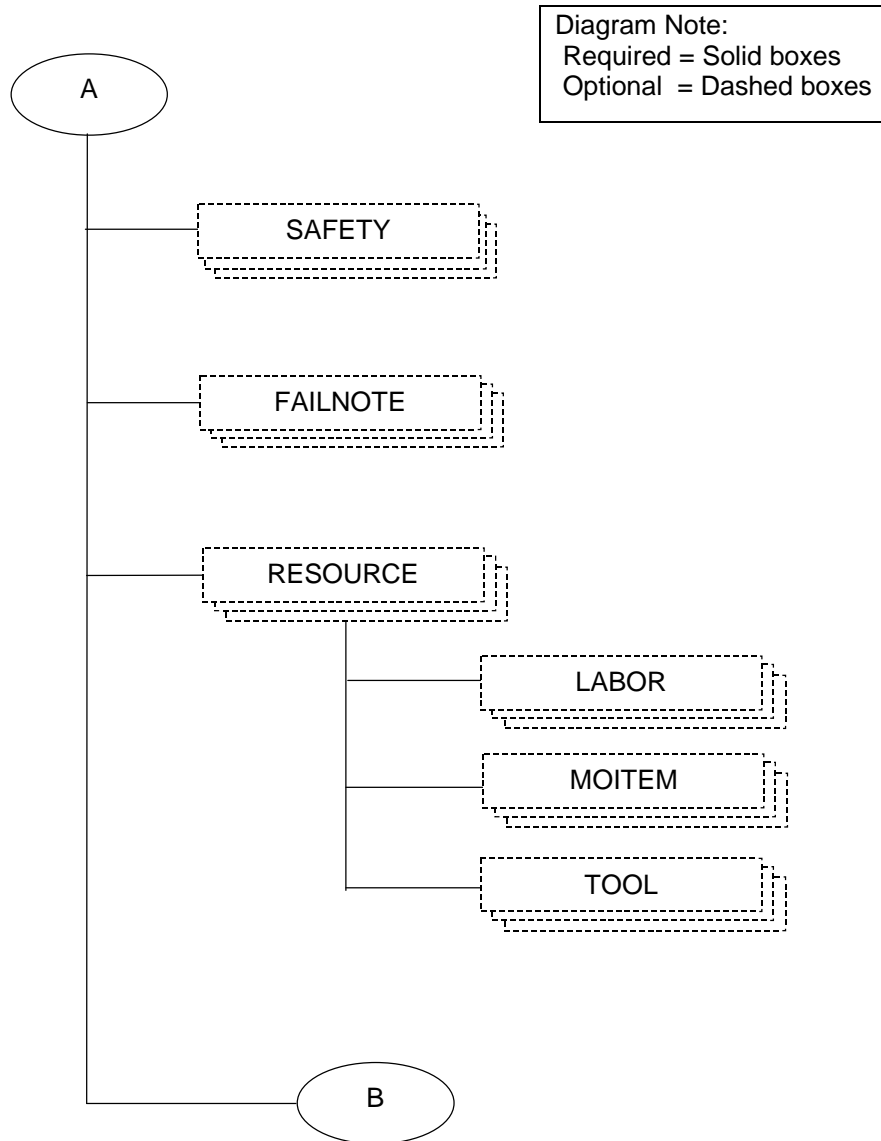 Diagram Note:
Required = Solid boxes
Optional = Dashed boxes
A
SAFETY
FAILNOTE
RESOURCE
LABOR
MOITEM
TOOL
B